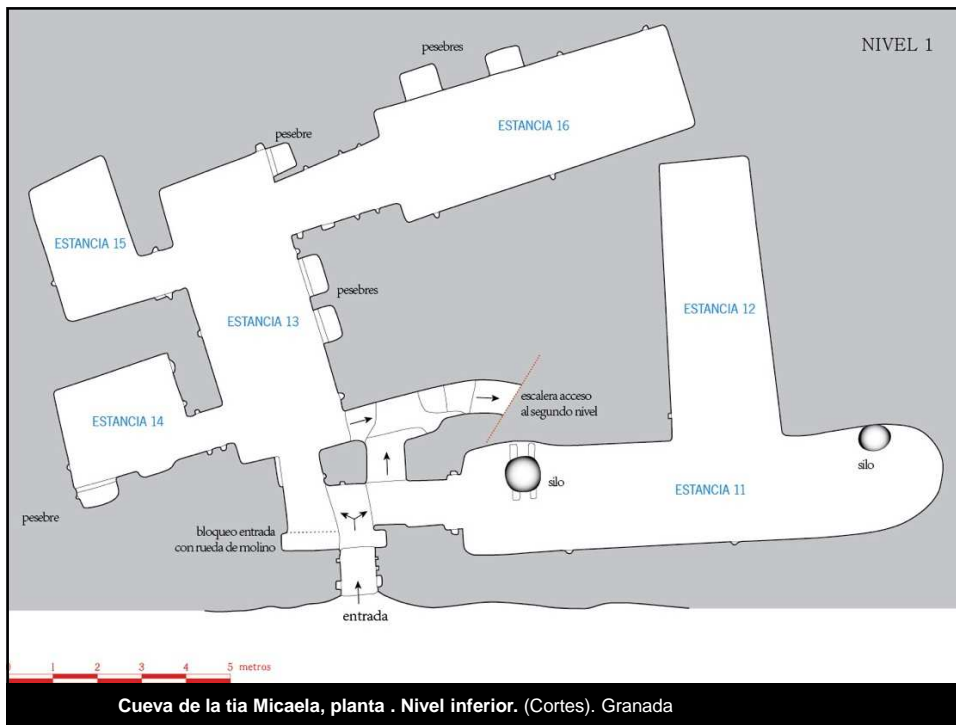 NIVEL 1
pesebres
ESTANCIA 16
pesebre
ESTANCIA 15
pesebres
ESTANCIA 13
ESTANCIA 12
escalera acceso
al segundo nivel
ESTANCIA 14
silo
silo
ESTANCIA 11
pesebre
bloqueo entrada
con rueda de molino
entrada
0 1 2 3 4 5 metros
Cueva de la tia Micaela, planta . Nivel inferior. (Cortes). Granada